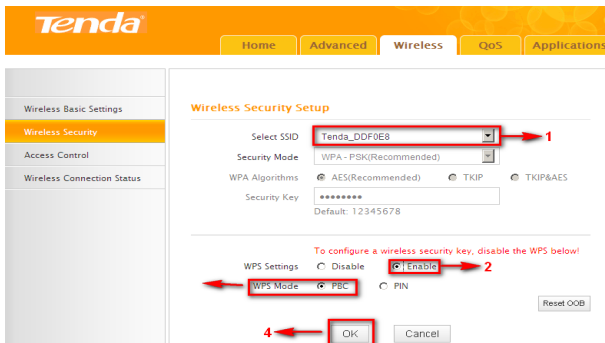 Tenda
Home Advanced Wireless QoS Applications
Wireless Basic Settings
Wireless Security
Access Control
Wireless Connection Status
Wireless Security Setup
Select SSID Tenda_DDF0E8 1
Security Mode WPA - PSK(Recommended)
WPA Algorithms AES(Recommended) TKIP TKIP&AES
Security Key ********
Default: 12345678
To configure a wireless security key, disable the WPS below!
WPS Settings Disable Enable 2
WPS Mode PBC PIN
Reset OOB
4 OK Cancel